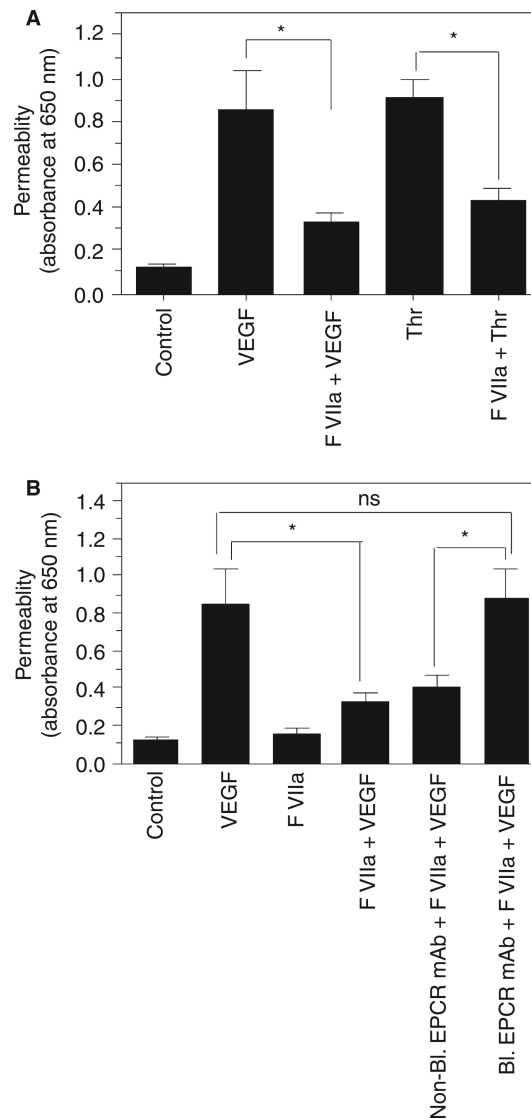 A
Permeablity
(absorbance at 650 nm)
1.2
1.0
0.8
0.6
0.4
0.2
0.0
*
*
Control
VEGF
F VIIa + VEGF
Thr
F VIIa + Thr
B
Permeablity
(absorbance at 650 nm)
1.4
1.2
1.0
0.8
0.6
0.4
0.2
0.0
ns
*
*
Control
VEGF
F VIIa
F VIIa + VEGF
Non-Bl. EPCR mAb + F VIIa + VEGF
Bl. EPCR mAb + F VIIa + VEGF